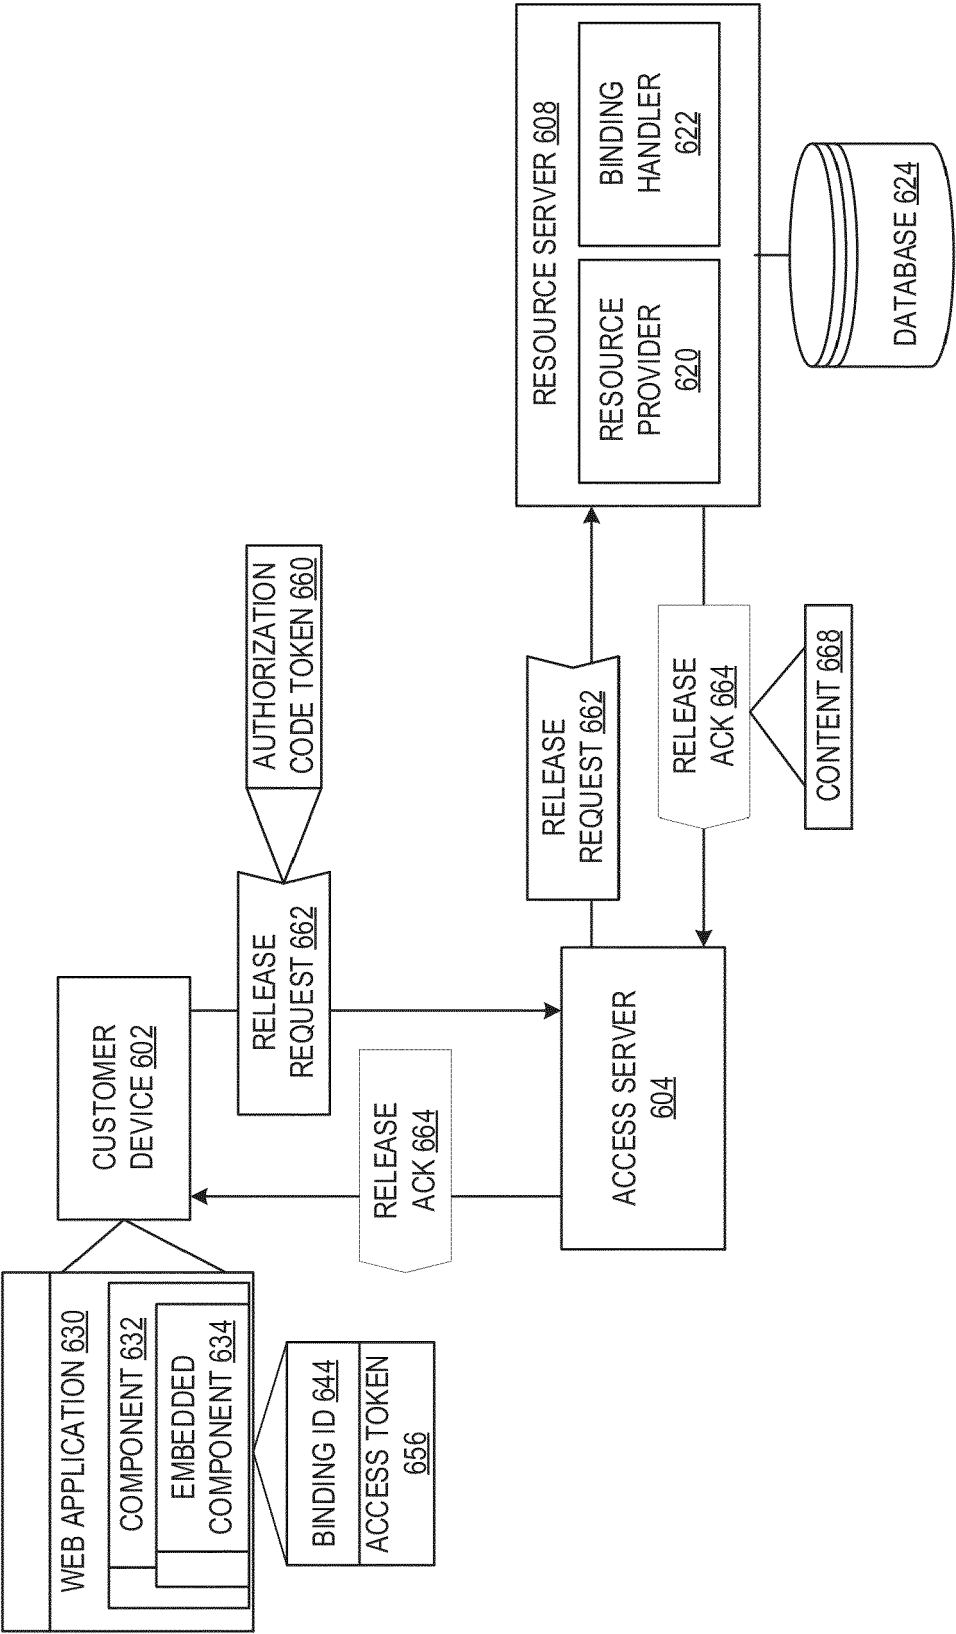 WEB APPLICATION 630
COMPONENT 632
EMBEDDED
COMPONENT 634
BINDING ID 644
ACCESS TOKEN
656
CUSTOMER
DEVICE 602
RELEASE
REQUEST 662
AUTHORIZATION
CODE TOKEN 660
RELEASE
ACK 664
ACCESS SERVER
604
RELEASE
REQUEST 662
RELEASE
ACK 664
CONTENT 668
RESOURCE SERVER 608
RESOURCE
PROVIDER
620
BINDING
HANDLER
622
DATABASE 624